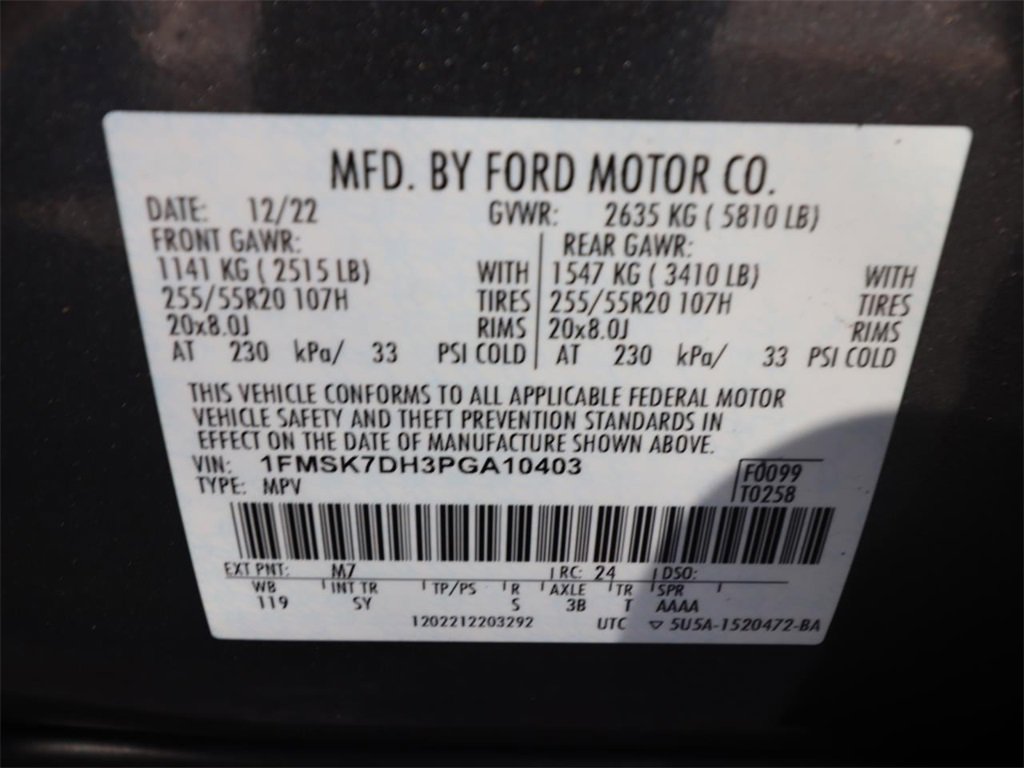 MFD. BY FORD MOTOR CO.
DATE: 12/22 GVWR: 2635 KG ( 5810 LB)
FRONT GAWR: REAR GAWR:
1141 KG ( 2515 LB) WITH 1547 KG ( 3410 LB) WITH
255/55R20 107H TIRES 255/55R20 107H TIRES
20x8.0J RIMS 20x8.0J RIMS
AT 230 kPa/ 33 PSI COLD AT 230 kPa/ 33 PSI COLD
THIS VEHICLE CONFORMS TO ALL APPLICABLE FEDERAL MOTOR
VEHICLE SAFETY AND THEFT PREVENTION STANDARDS IN
EFFECT ON THE DATE OF MANUFACTURE SHOWN ABOVE.
VIN: 1FMSK7DH3PGA10403 F0099
TYPE: MPV T0258
EXT PNT: M7 RC: 24 DSO:
WB INT TR TP/PS R AXLE TR SPR
119 SY S 3B T AAAA
1202212203292 UTC ▽ 5U5A-1520472-BA